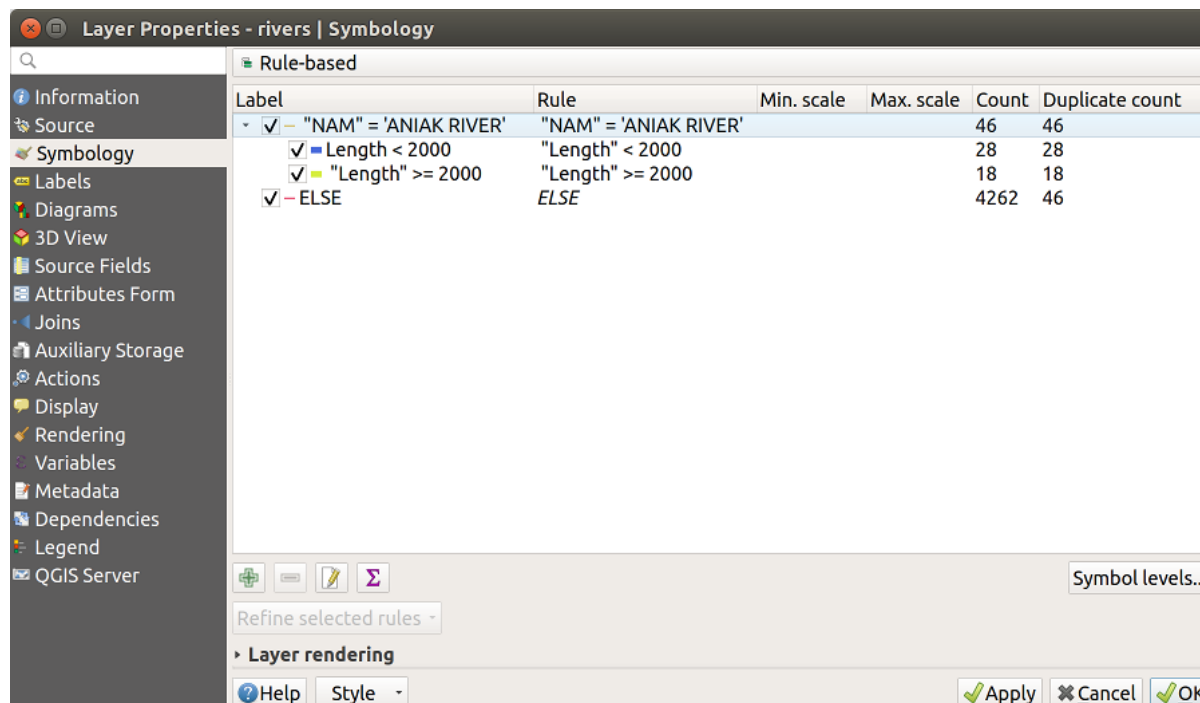 Layer Properties - rivers | Symbology
Rule-based
Information
Source
Symbology
Labels
Diagrams
3D View
Source Fields
Attributes Form
Joins
Auxiliary Storage
Actions
Display
Rendering
Variables
Metadata
Dependencies
Legend
QGIS Server
Label Rule Min. scale Max. scale Count Duplicate count
"NAM" = 'ANIAK RIVER' "NAM" = 'ANIAK RIVER' 46 46
Length < 2000 "Length" < 2000 28 28
"Length" >= 2000 "Length" >= 2000 18 18
ELSE ELSE 4262 46
Symbol levels..
Refine selected rules
Layer rendering
Help Style Apply Cancel OK